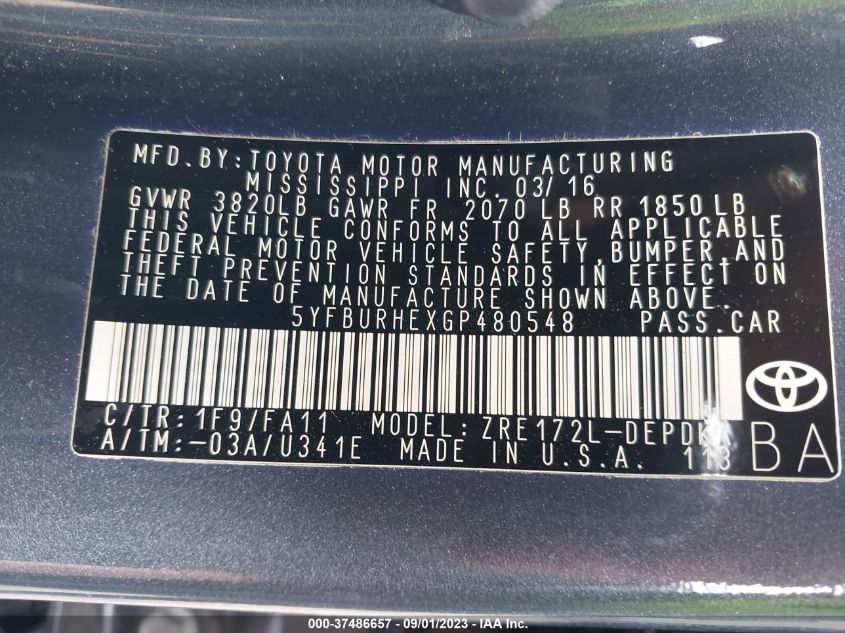 MFD.BY:TOYOTA MOTOR MANUFACTURING
MISSISSIPPI INC. 03/16
GVWR 3820LB GAWR FR 2070 LB RR 1850 LB
THIS VEHICLE CONFORMS TO ALL APPLICABLE
FEDERAL MOTOR VEHICLE SAFETY,BUMPER,AND
THEFT PREVENTION STANDARDS IN EFFECT ON
THE DATE OF MANUFACTURE SHOWN ABOVE.
5YFBURHEXGP480548 PASS.CAR
C/TR: 1F9/FA11 MODEL:
A/TM:-03A/U341E MADE IN U.S.A. 113
BA
000-37486657 - 09/01/2023 - © IAA Inc.